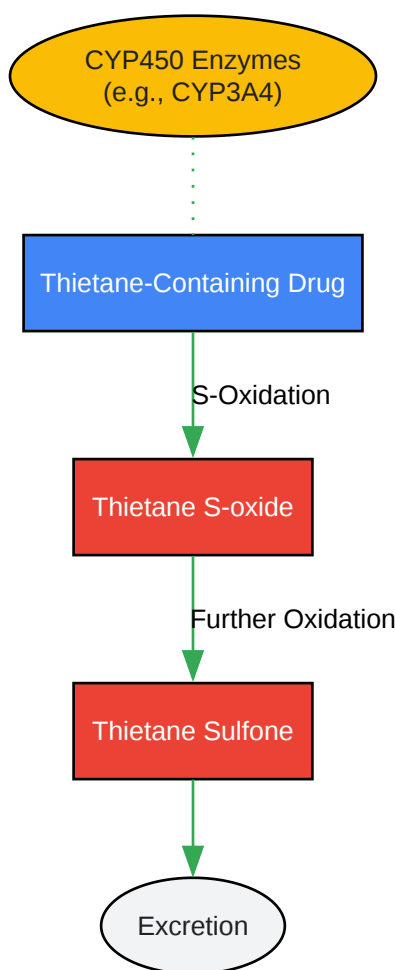 CYP450 Enzymes
(e.g., CYP3A4)
Thietane-Containing Drug
S-Oxidation
Thietane S-oxide
Further Oxidation
Thietane Sulfone
Excretion